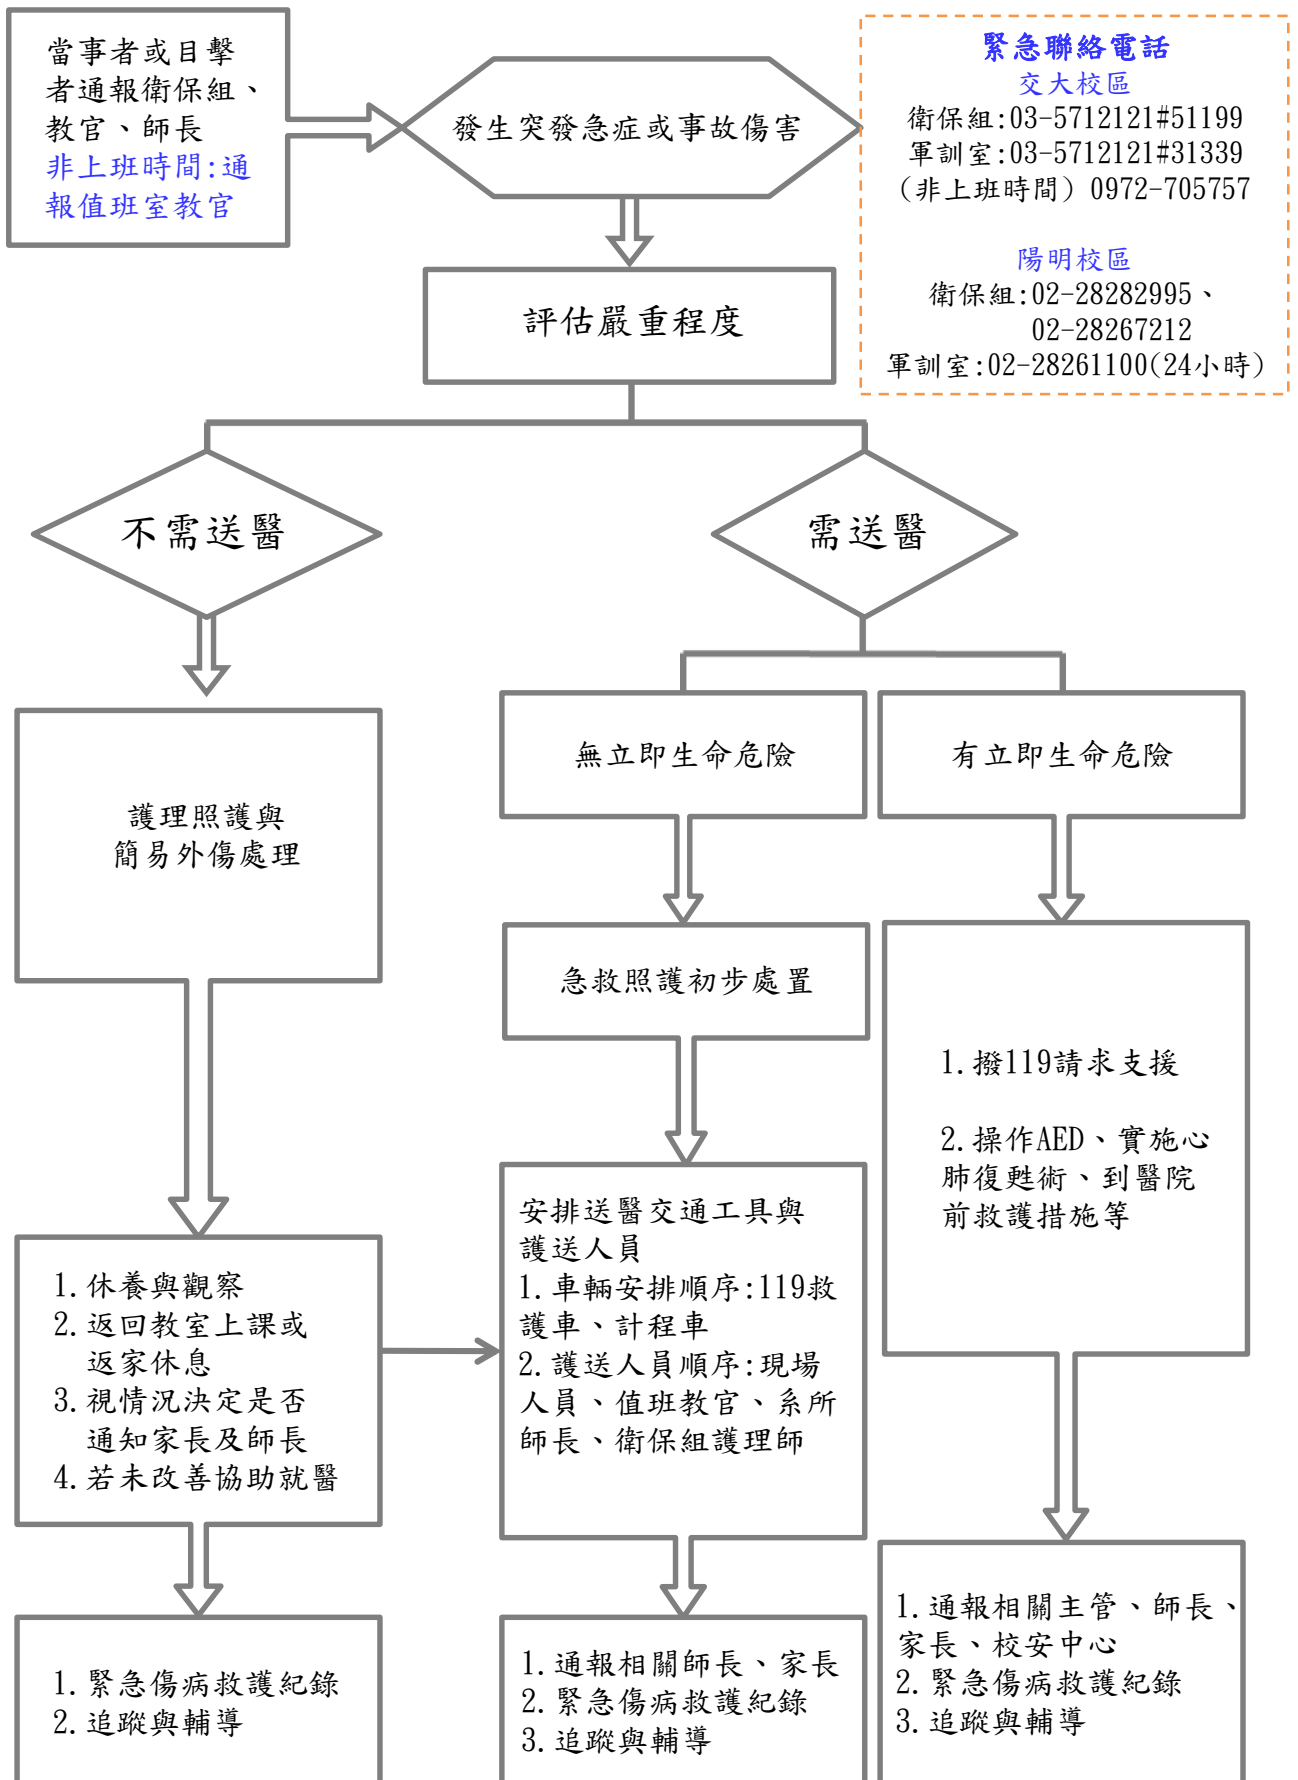 當事者或目擊
者通報衛保組、
教官、師長
非上班時間:通
報值班室教官
發生突發急症或事故傷害
緊急聯絡電話
交大校區
衛保組:03-5712121#51199
軍訓室:03-5712121#31339
(非上班時間) 0972-705757
陽明校區
衛保組:02-28282995、
02-28267212
軍訓室:02-28261100(24小時)
評估嚴重程度
不需送醫
需送醫
無立即生命危險
有立即生命危險
護理照護與
簡易外傷處理
急救照護初步處置
1.撥119請求支援
2.操作AED、實施心
肺復甦術、到醫院
前救護措施等
安排送醫交通工具與
護送人員
1.車輛安排順序:119救
護車、計程車
2.護送人員順序:現場
人員、值班教官、系所
師長、衛保組護理師
1.休養與觀察
2.返回教室上課或
返家休息
3.視情況決定是否
通知家長及師長
4.若未改善協助就醫
1.緊急傷病救護紀錄
2.追蹤與輔導
1.通報相關師長、家長
2.緊急傷病救護紀錄
3.追蹤與輔導
1.通報相關主管、師長、
家長、校安中心
2.緊急傷病救護紀錄
3.追蹤與輔導